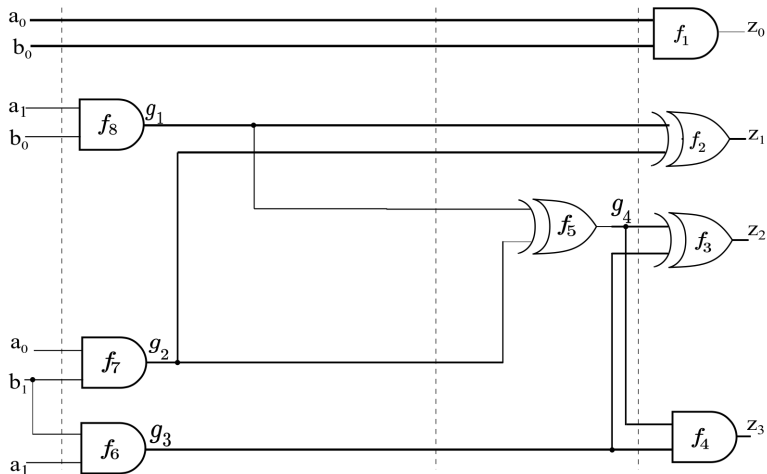 a₀
b₀
f₁
z₀
a₁
b₀
f₈
g₁
f₂
z₁
f₅
g₄
f₃
z₂
a₀
b₁
f₇
g₂
a₁
f₆
g₃
f₄
z₃